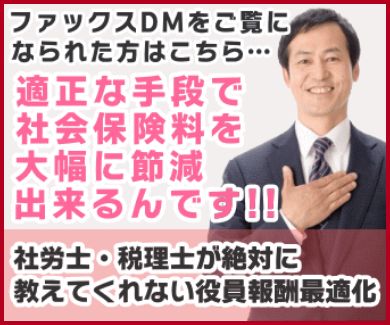 ファックスDMをご覧に
なられた方はこちら…
適正な手段で
社会保険料を
大幅に節減
出来るんです!!
社労士・税理士が絶対に
教えてくれない役員報酬最適化